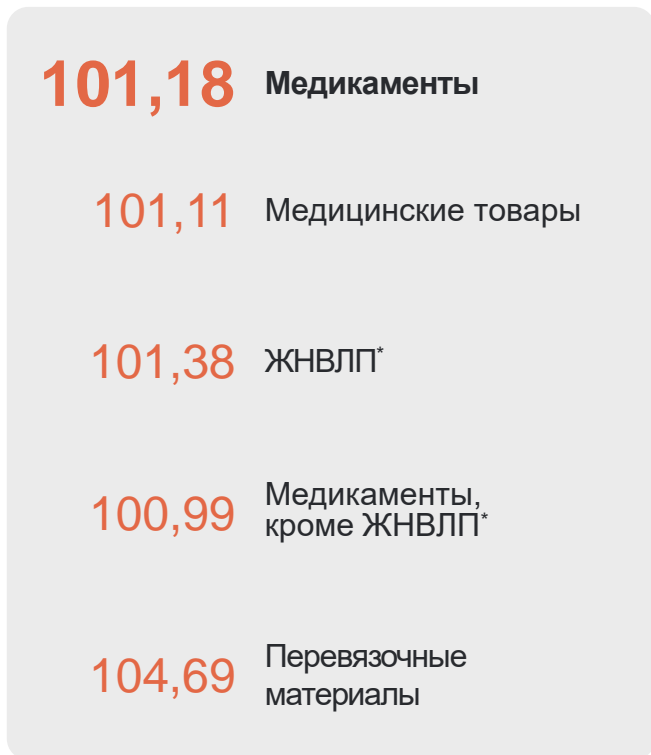 101,18 Медикаменты
101,11 Медицинские товары
101,38 ЖНВЛП*
100,99 Медикаменты,
кроме ЖНВЛП*
104,69 Перевязочные
материалы